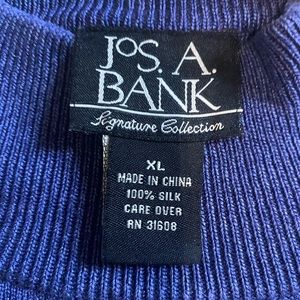 JOS. A.
BANK
Signature Collection
XL
MADE IN CHINA
100% SILK
CARE OVER
RN 31608